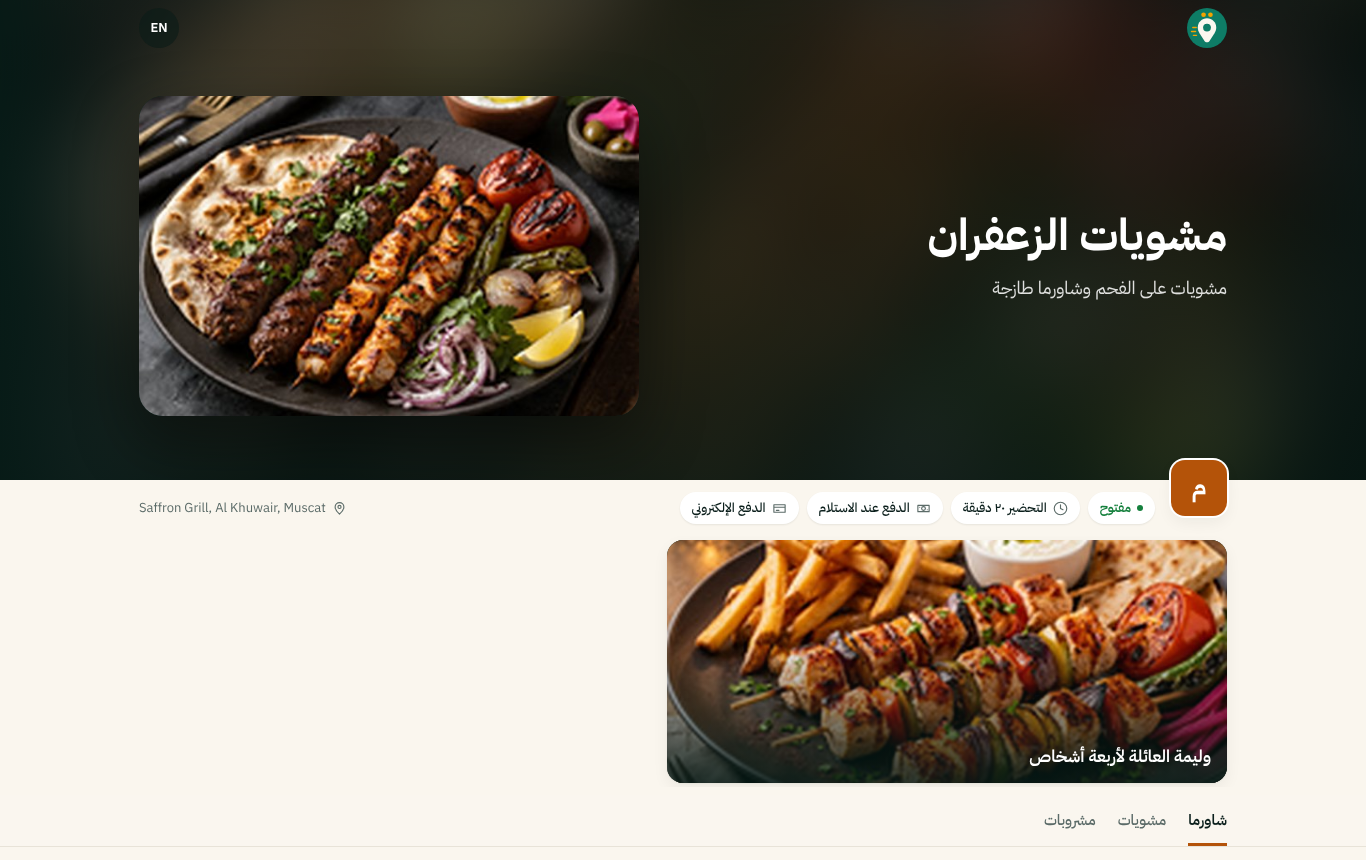 EN
مشويات الزعفران
مشويات على الفحم وشاورما طازجة
م
مفتوح
التحضير ٢٠ دقيقة
الدفع عند الاستلام
الدفع الإلكتروني
Saffron Grill, Al Khuwair, Muscat
وليمة العائلة لأربعة أشخاص
شاورما مشويات مشروبات